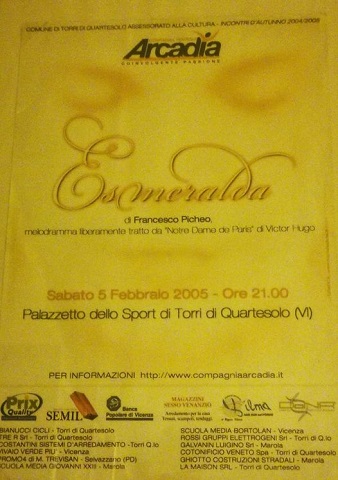 COMUNE DI TORRI DI QUARTESOLO ASSESSORATO ALLA CULTURA - INCONTRI D'AUTUNNO 2004/2005
Arcadia
COINVOLGENTE PASSIONE
Esmeralda
di Francesco Picheo,
melodramma liberamente tratto da "Notre Dame de Paris" di Victor Hugo
Sabato 5 Febbraio 2005 - Ore 21.00
Palazzetto dello Sport di Torri di Quartesolo (VI)
PER INFORMAZIONI http://www.compagniaarcadia.it
Prix
Quality
SEMIL
Banca
Popolare di Vicenza
MAGAZZINI
SESSO VENANZIO
BIANUCCI CICLI - Torri di Quartesolo
TRE R Srl - Torri di Quartesolo
COSTANTINI SISTEMI D'ARREDAMENTO - Torri Q.lo
VIVAIO VERDE PIU' - Vicenza
PROMO4 di M. TREVISAN - Selvazzano (PD)
SCUOLA MEDIA GIOVANNI XXIII - Marola
SCUOLA MEDIA BORTOLAN - Vicenza
ROSSI GRUPPI ELETTROGENI Srl - Torri di Q.lo
GALVANIN LUIGINO Srl - Marola
COTONIFICIO VENETO Spa - Torri di Q.lo
GHIOTTO COSTRUZIONI STRADALI - Marola
LA MAISON SRL - Torri di Quartesolo